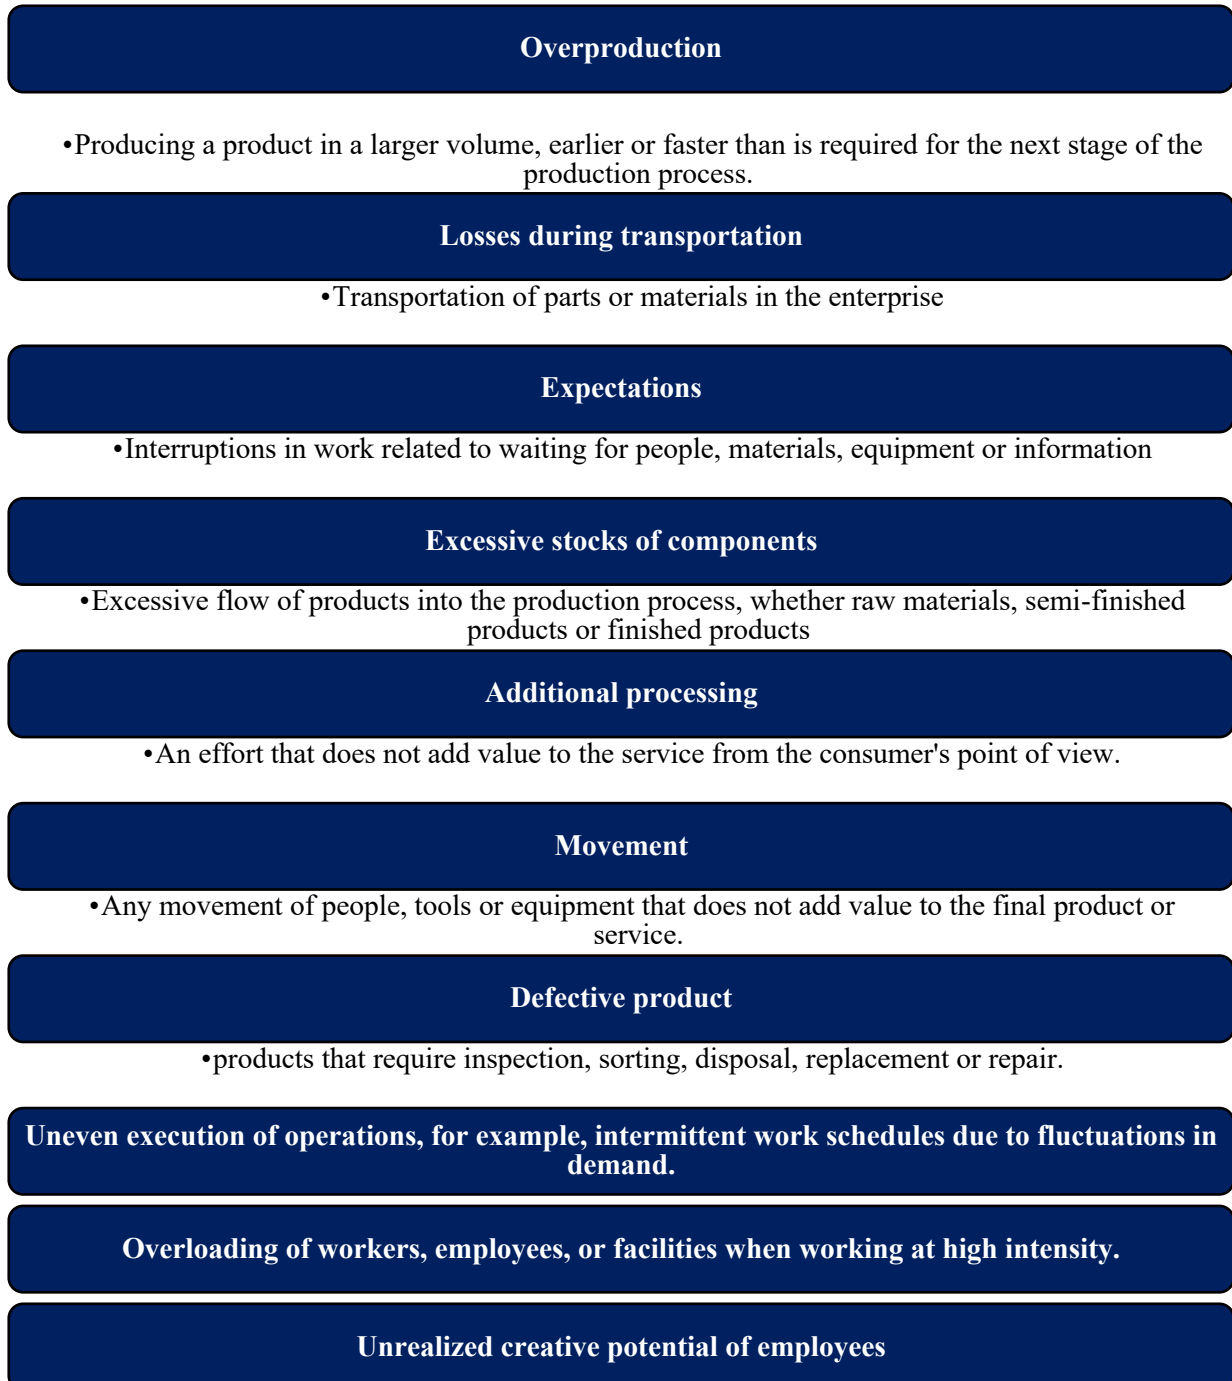 Overproduction
•Producing a product in a larger volume, earlier or faster than is required for the next stage of the
production process.
Losses during transportation
•Transportation of parts or materials in the enterprise
Expectations
•Interruptions in work related to waiting for people, materials, equipment or information
Excessive stocks of components
•Excessive flow of products into the production process, whether raw materials, semi-finished
products or finished products
Additional processing
•An effort that does not add value to the service from the consumer's point of view.
Movement
•Any movement of people, tools or equipment that does not add value to the final product or
service.
Defective product
•products that require inspection, sorting, disposal, replacement or repair.
Uneven execution of operations, for example, intermittent work schedules due to fluctuations in
demand.
Overloading of workers, employees, or facilities when working at high intensity.
Unrealized creative potential of employees